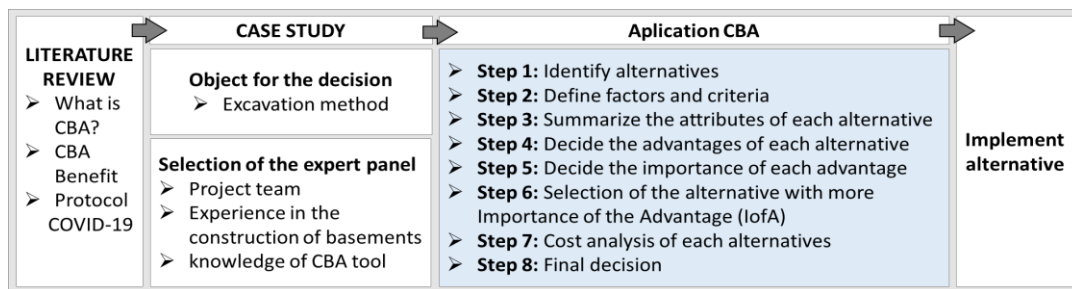 LITERATURE
REVIEW
➢ What is
CBA?
➢ CBA
Benefit
➢ Protocol
COVID-19
CASE STUDY
Object for the decision
➢ Excavation method
Selection of the expert panel
➢ Project team
➢ Experience in the
construction of basements
➢ knowledge of CBA tool
Aplication CBA
➢ Step 1: Identify alternatives
➢ Step 2: Define factors and criteria
➢ Step 3: Summarize the attributes of each alternative
➢ Step 4: Decide the advantages of each alternative
➢ Step 5: Decide the importance of each advantage
➢ Step 6: Selection of the alternative with more
Importance of the Advantage (IofA)
➢ Step 7: Cost analysis of each alternatives
➢ Step 8: Final decision
Implement
alternative